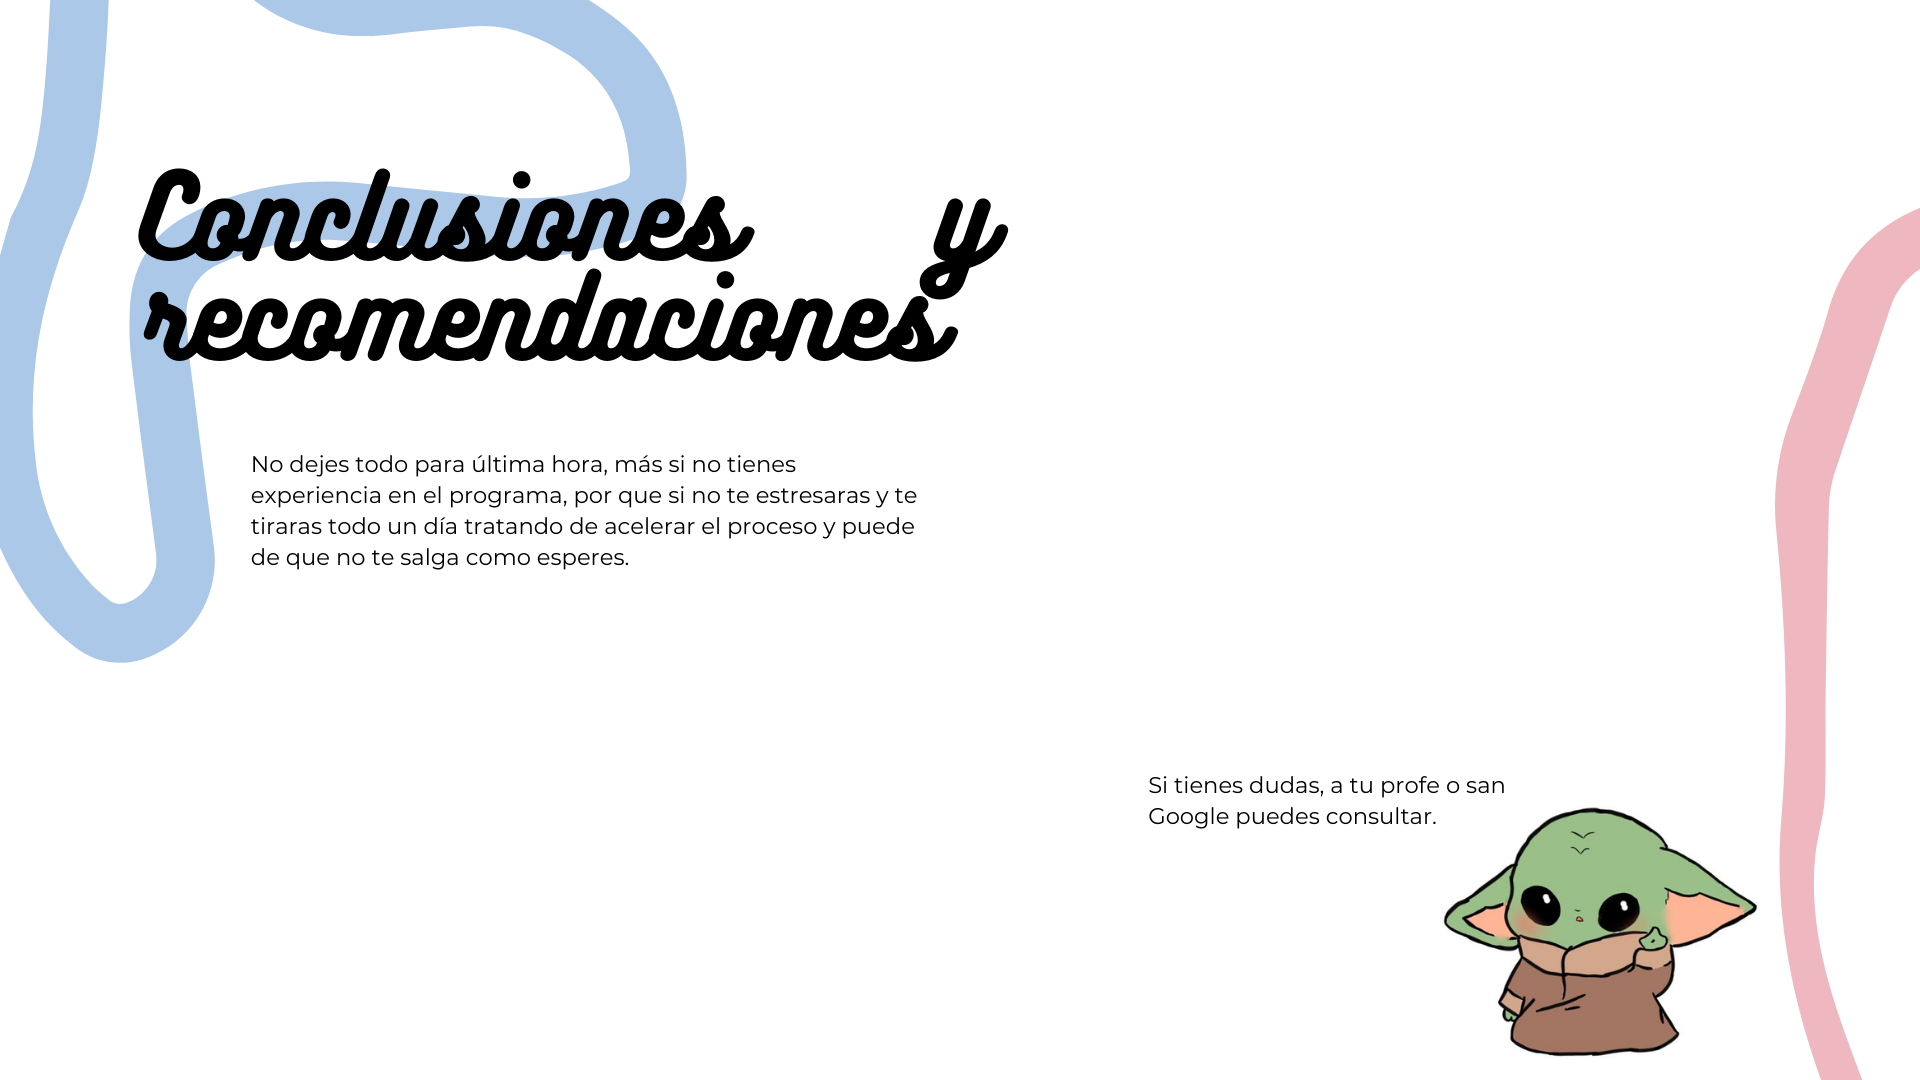 Conclusiones y
recomendaciones
No dejes todo para última hora, más si no tienes
experiencia en el programa, por que si no te estresaras y te
tiraras todo un día tratando de acelerar el proceso y puede
de que no te salga como esperes.
Si tienes dudas, a tu profe o san
Google puedes consultar.